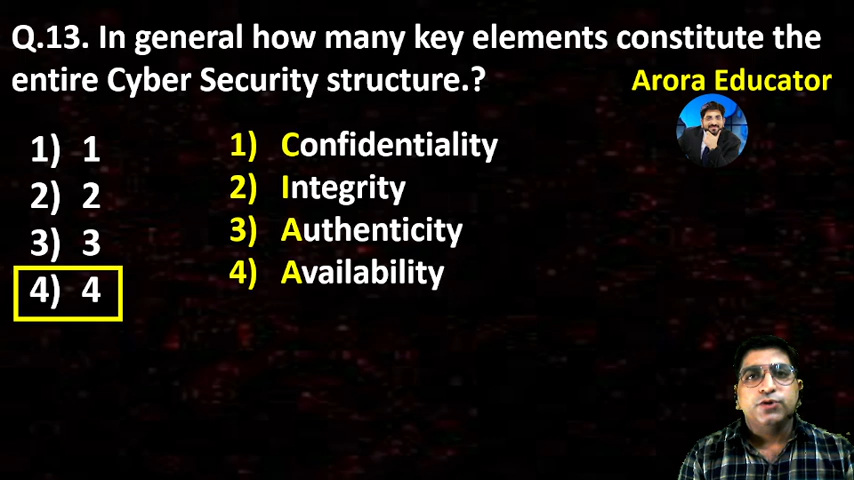 Q.13. In general how many key elements constitute the
entire Cyber Security structure.?
Arora Educator
1) 1
2) 2
3) 3
4) 4
1) Confidentiality
2) Integrity
3) Authenticity
4) Availability